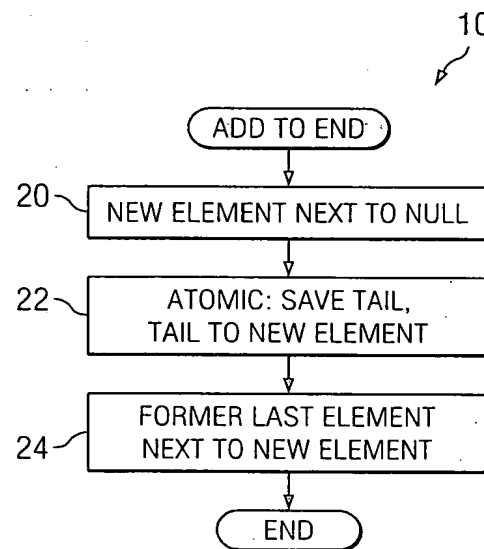 10
ADD TO END
20
NEW ELEMENT NEXT TO NULL
22
ATOMIC: SAVE TAIL,
TAIL TO NEW ELEMENT
24
FORMER LAST ELEMENT
NEXT TO NEW ELEMENT
END